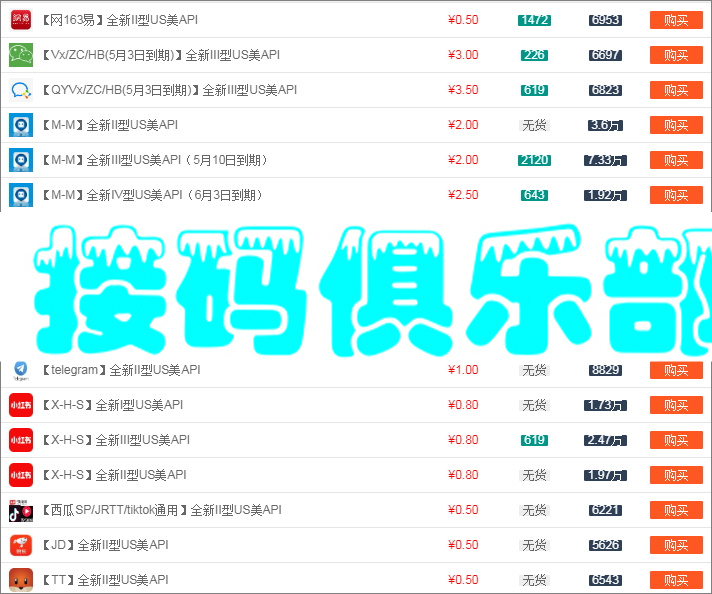 网易 【网163易】全新II型US美API ¥0.50 1472 6953 购买
【Vx/ZC/HB(5月3日到期)】全新III型US美API ¥3.00 226 6697 购买
【QYVx/ZC/HB(5月3日到期)】全新III型US美API ¥3.50 619 6823 购买
【M-M】全新II型US美API ¥2.00 无货 3.6万 购买
【M-M】全新III型US美API（5月10日到期） ¥2.00 2120 7.33万 购买
【M-M】全新IV型US美API（6月3日到期） ¥2.50 643 1.92万 购买
接码俱乐部
【telegram】全新II型US美API ¥1.00 无货 8829 购买
小红书 【X-H-S】全新I型US美API ¥0.80 无货 1.73万 购买
小红书 【X-H-S】全新III型US美API ¥0.80 619 2.47万 购买
小红书 【X-H-S】全新II型US美API ¥0.80 无货 1.97万 购买
【西瓜SP/JRTT/tiktok通用】全新II型US美API ¥0.50 无货 6221 购买
【JD】全新II型US美API ¥0.50 无货 5626 购买
【TT】全新II型US美API ¥0.50 无货 6543 购买